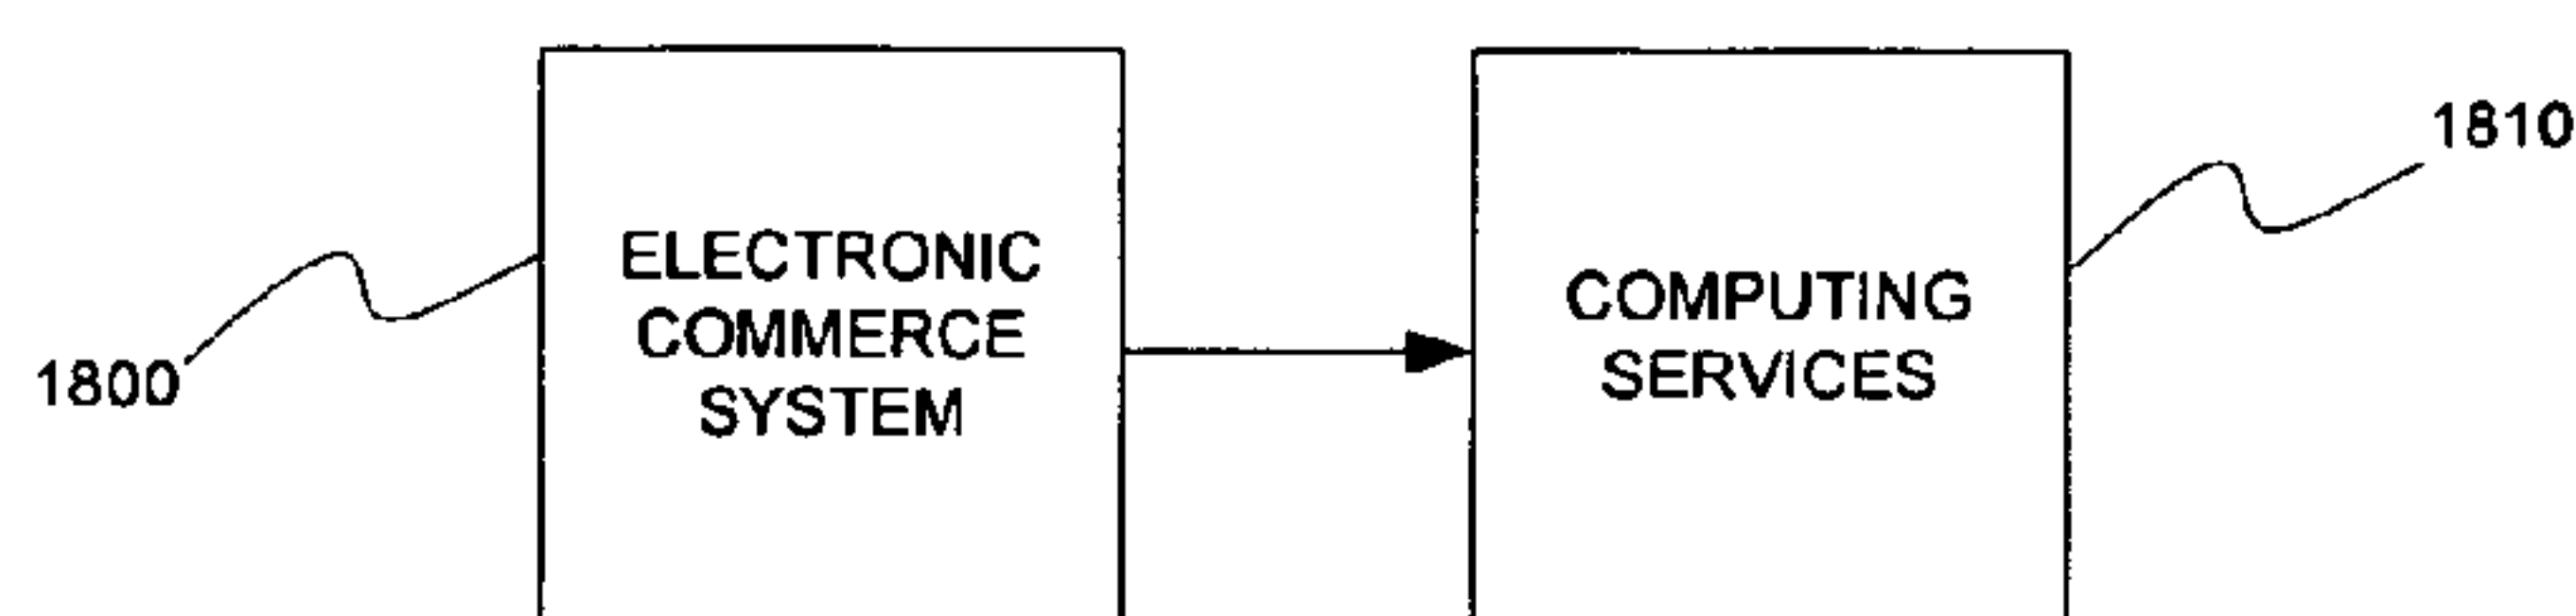 1810
ELECTRONIC
COMMERCE
SYSTEM
COMPUTING
SERVICES
1800